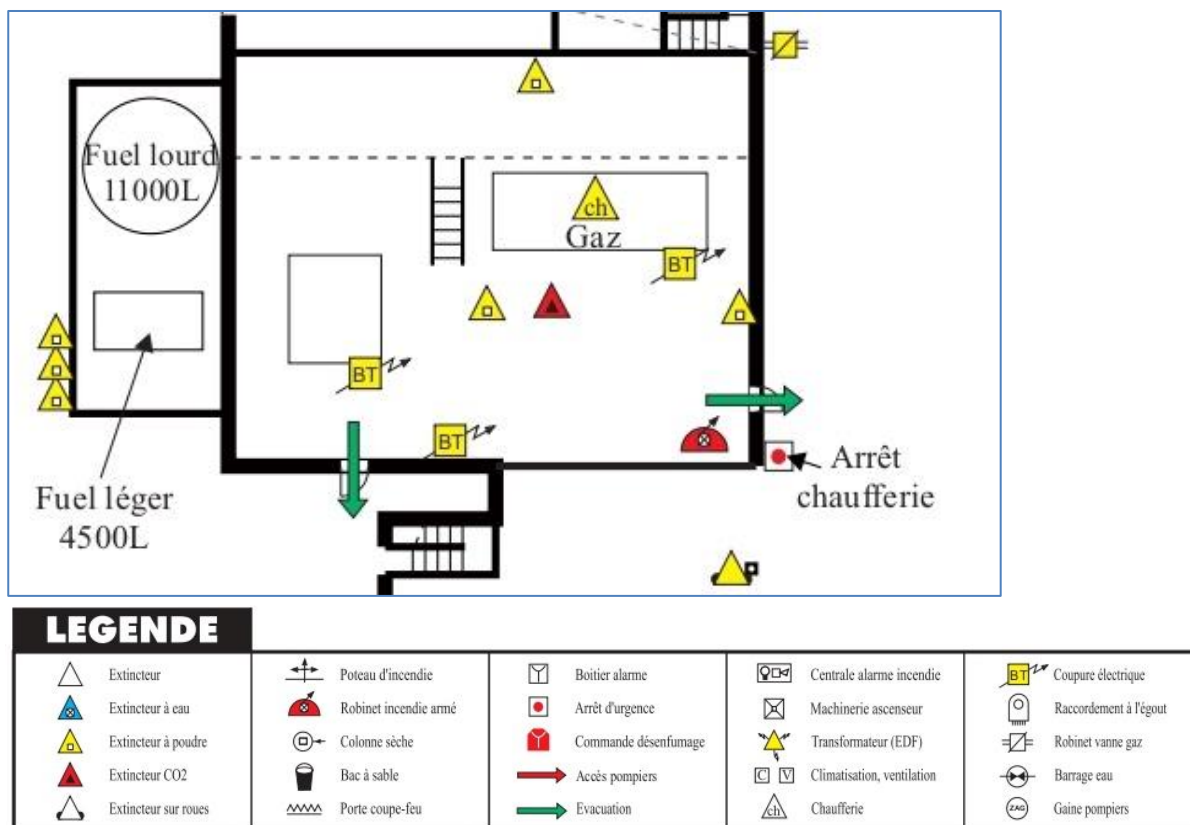 Fuel lourd
11000L
ch
Gaz
BT
BT
BT
Fuel léger
4500L
Arrêt
chaufferie
LEGENDE
Extincteur
Extincteur à eau
Extincteur à poudre
Extincteur CO2
Extincteur sur roues
Poteau d'incendie
Robinet incendie armé
Colonne sèche
Bac à sable
Porte coupe-feu
Boitier alarme
Arrêt d'urgence
Commande désenfumage
Accès pompiers
Evacuation
Centrale alarme incendie
Machinerie ascenseur
Transformateur (EDF)
C V Climatisation, ventilation
ch Chaufferie
BT Coupure électrique
Raccordement à l'égout
Robinet vanne gaz
Barrage eau
ZAG Gaine pompiers